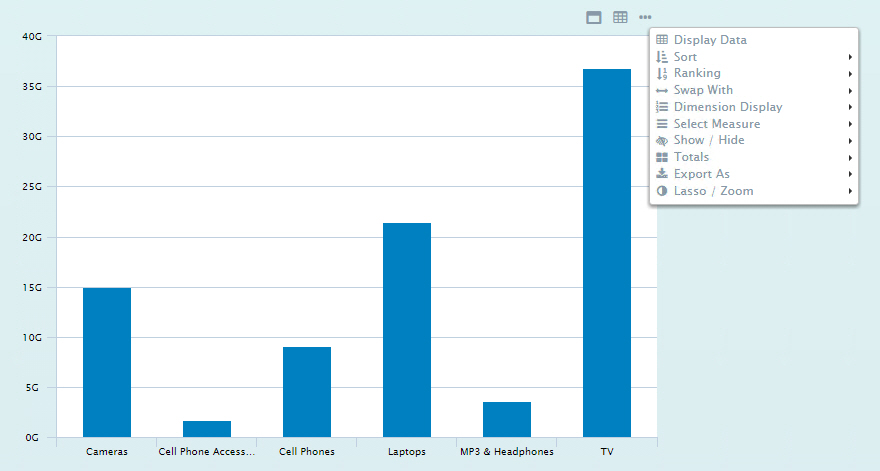 Display Data
Sort
Ranking
Swap With
Dimension Display
Select Measure
Show / Hide
Totals
Export As
Lasso / Zoom
40G
35G
30G
25G
20G
15G
10G
5G
0G
Cameras
Cell Phone Access...
Cell Phones
Laptops
MP3 & Headphones
TV